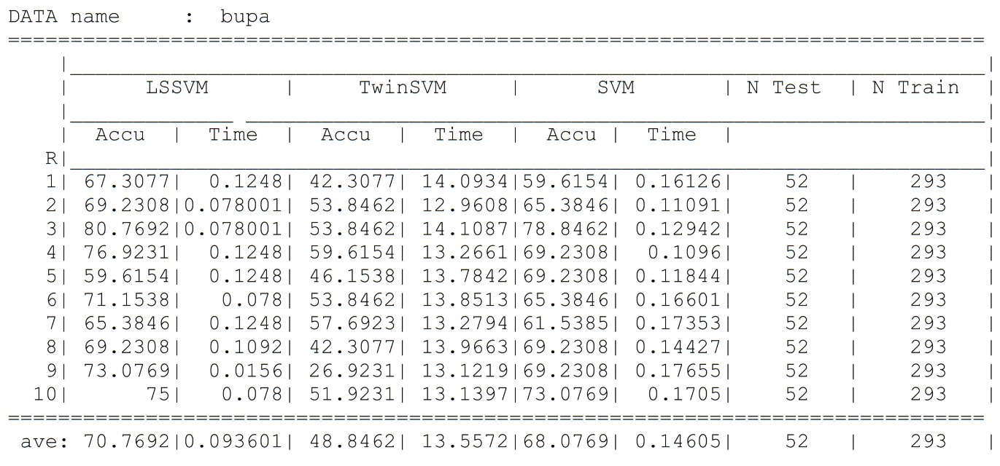 DATA name : bupa
================================================================================
|______________________________________________________________________________|
| LSSVM | TwinSVM | SVM | N Test | N Train |
|______________ _______________________________________________________________|
| Accu | Time | Accu | Time | Accu | Time | |
R|______________________________________________________________________________|
1| 67.3077| 0.1248| 42.3077| 14.0934|59.6154| 0.16126| 52 | 293 |
2| 69.2308|0.078001| 53.8462| 12.9608|65.3846| 0.11091| 52 | 293 |
3| 80.7692|0.078001| 53.8462| 14.1087|78.8462| 0.12942| 52 | 293 |
4| 76.9231| 0.1248| 59.6154| 13.2661|69.2308| 0.1096| 52 | 293 |
5| 59.6154| 0.1248| 46.1538| 13.7842|69.2308| 0.11844| 52 | 293 |
6| 71.1538| 0.078| 53.8462| 13.8513|65.3846| 0.16601| 52 | 293 |
7| 65.3846| 0.1248| 57.6923| 13.2794|61.5385| 0.17353| 52 | 293 |
8| 69.2308| 0.1092| 42.3077| 13.9663|69.2308| 0.14427| 52 | 293 |
9| 73.0769| 0.0156| 26.9231| 13.1219|69.2308| 0.17655| 52 | 293 |
10| 75| 0.078| 51.9231| 13.1397|73.0769| 0.1705| 52 | 293 |
================================================================================
ave: 70.7692|0.093601| 48.8462| 13.5572|68.0769| 0.14605| 52 | 293 |